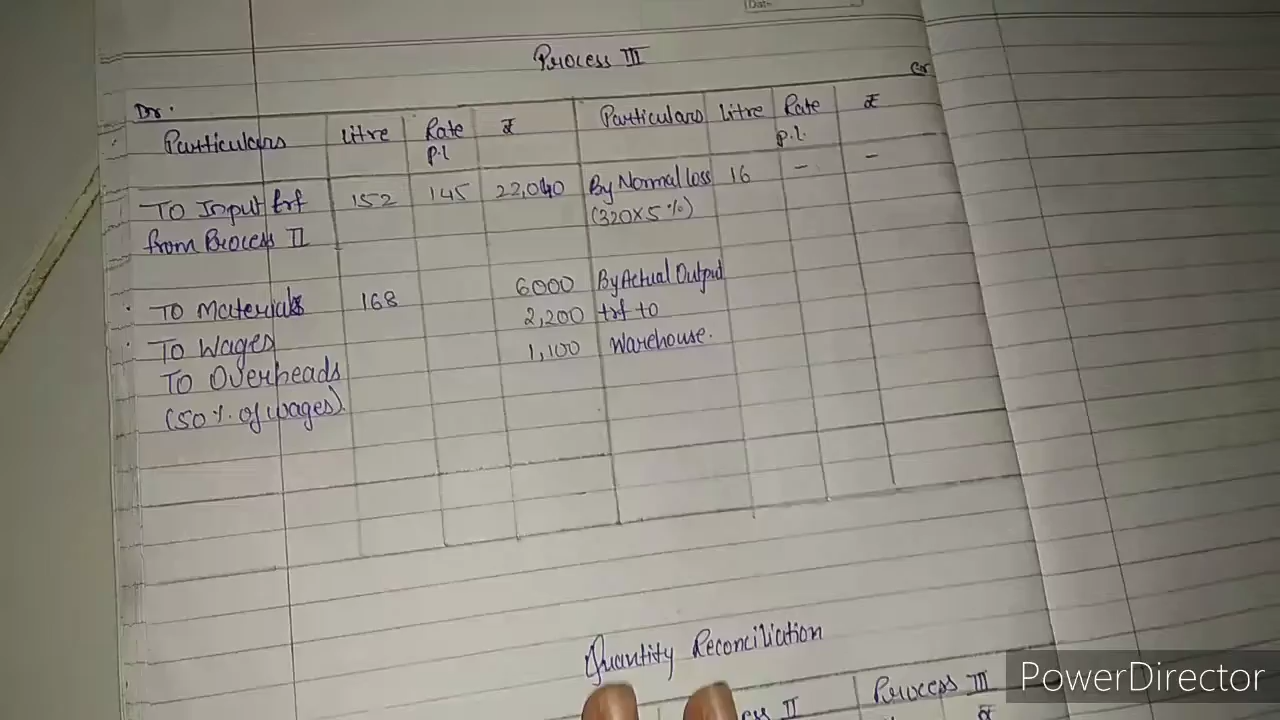 Date
Process III
Dr. Cr
Particulars Litre Rate p.l ₹ Particulars Litre Rate p.l. ₹
To Input trf from Process II 152 145 22,040 By Normal loss (320x5%) 16 - -
To Materials 168 6000 By Actual Output
To Wages 2,200 trf to
To Overheads 1,100 Warehouse.
(50% of wages).
Quantity Reconciliation
Process III
₹
PowerDirector